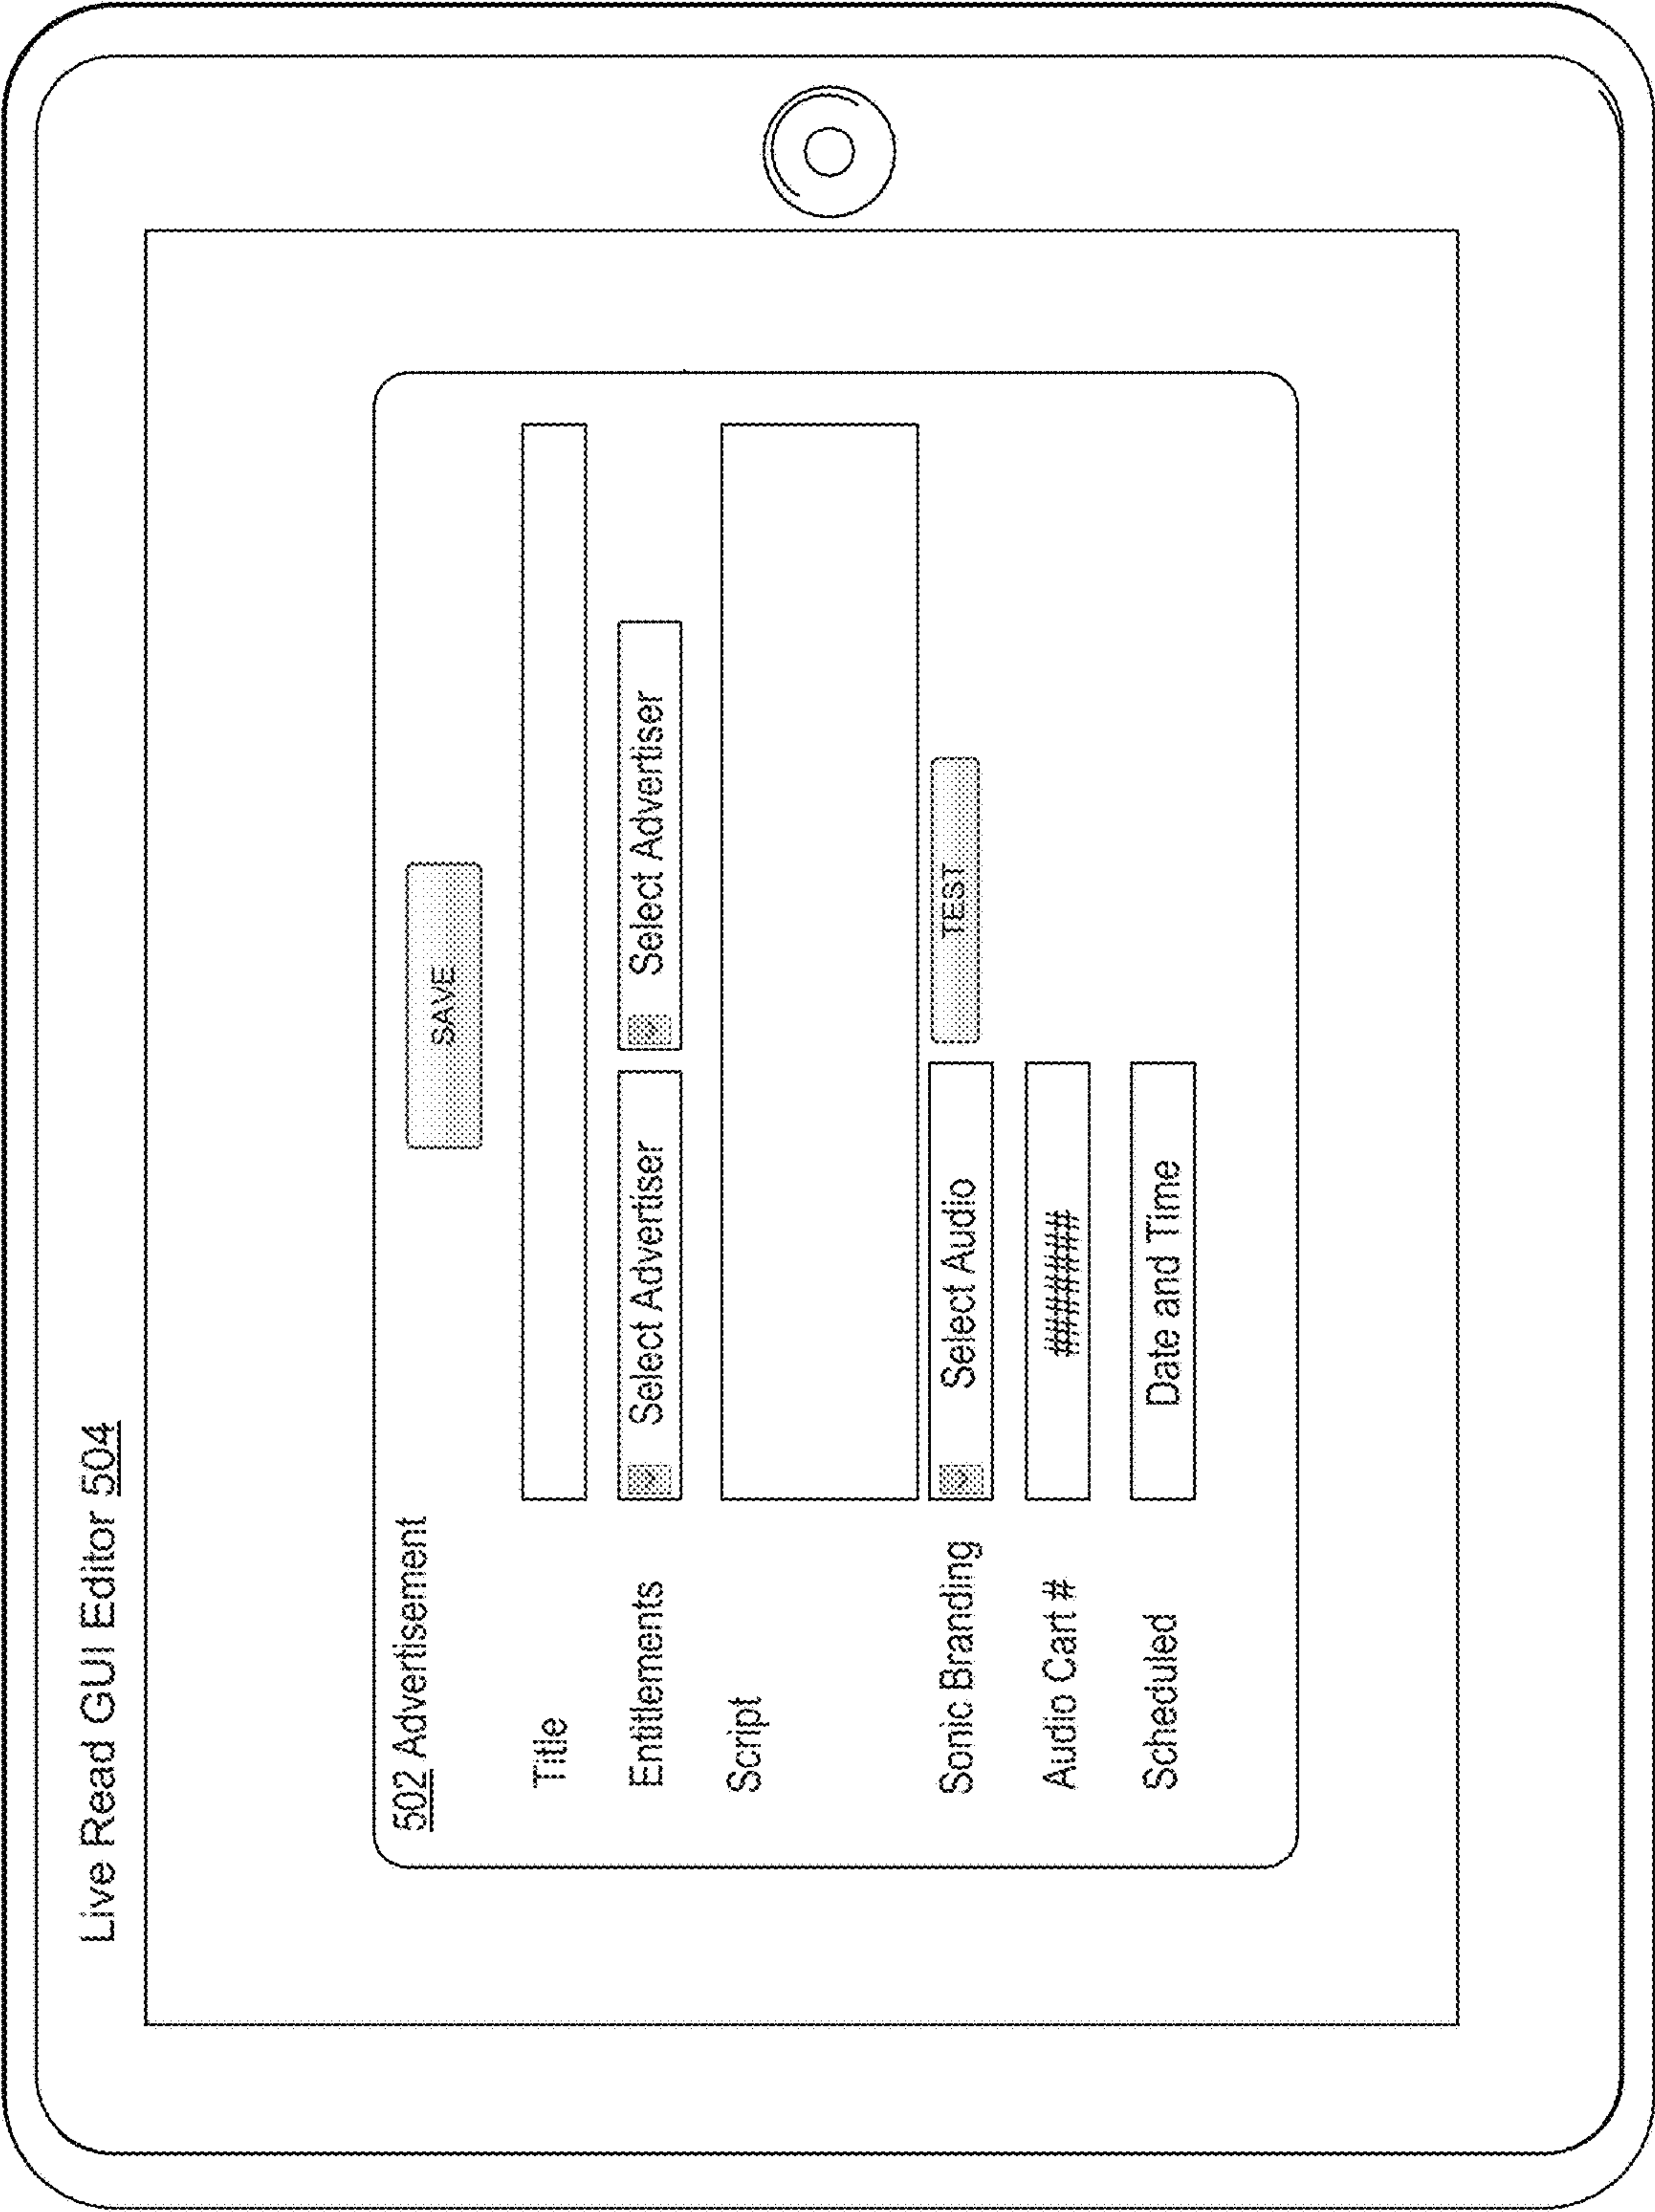 Live Read GUI Editor 504
502 Advertisement
SAVE
Title
Entitlements Select Advertiser Select Advertiser
Script
Sonic Branding Select Audio TEST
Audio Cart # ######
Scheduled Date and Time